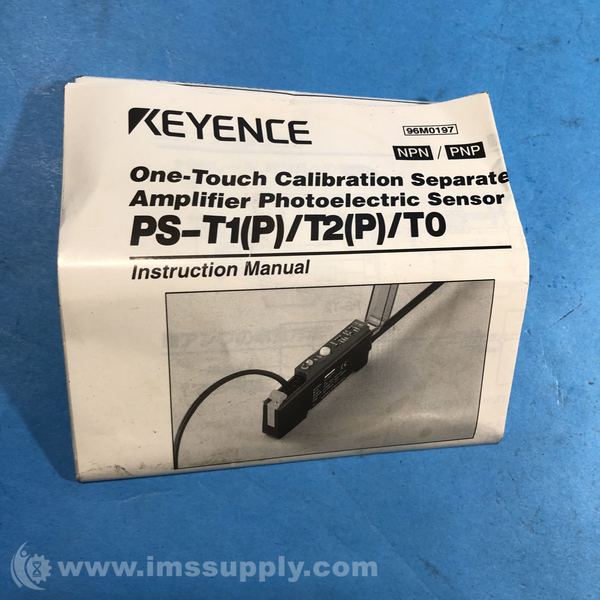 KEYENCE
96M0197
NPN / PNP
One-Touch Calibration Separate
Amplifier Photoelectric Sensor
PS-T1(P)/T2(P)/T0
Instruction Manual
www.imssupply.com